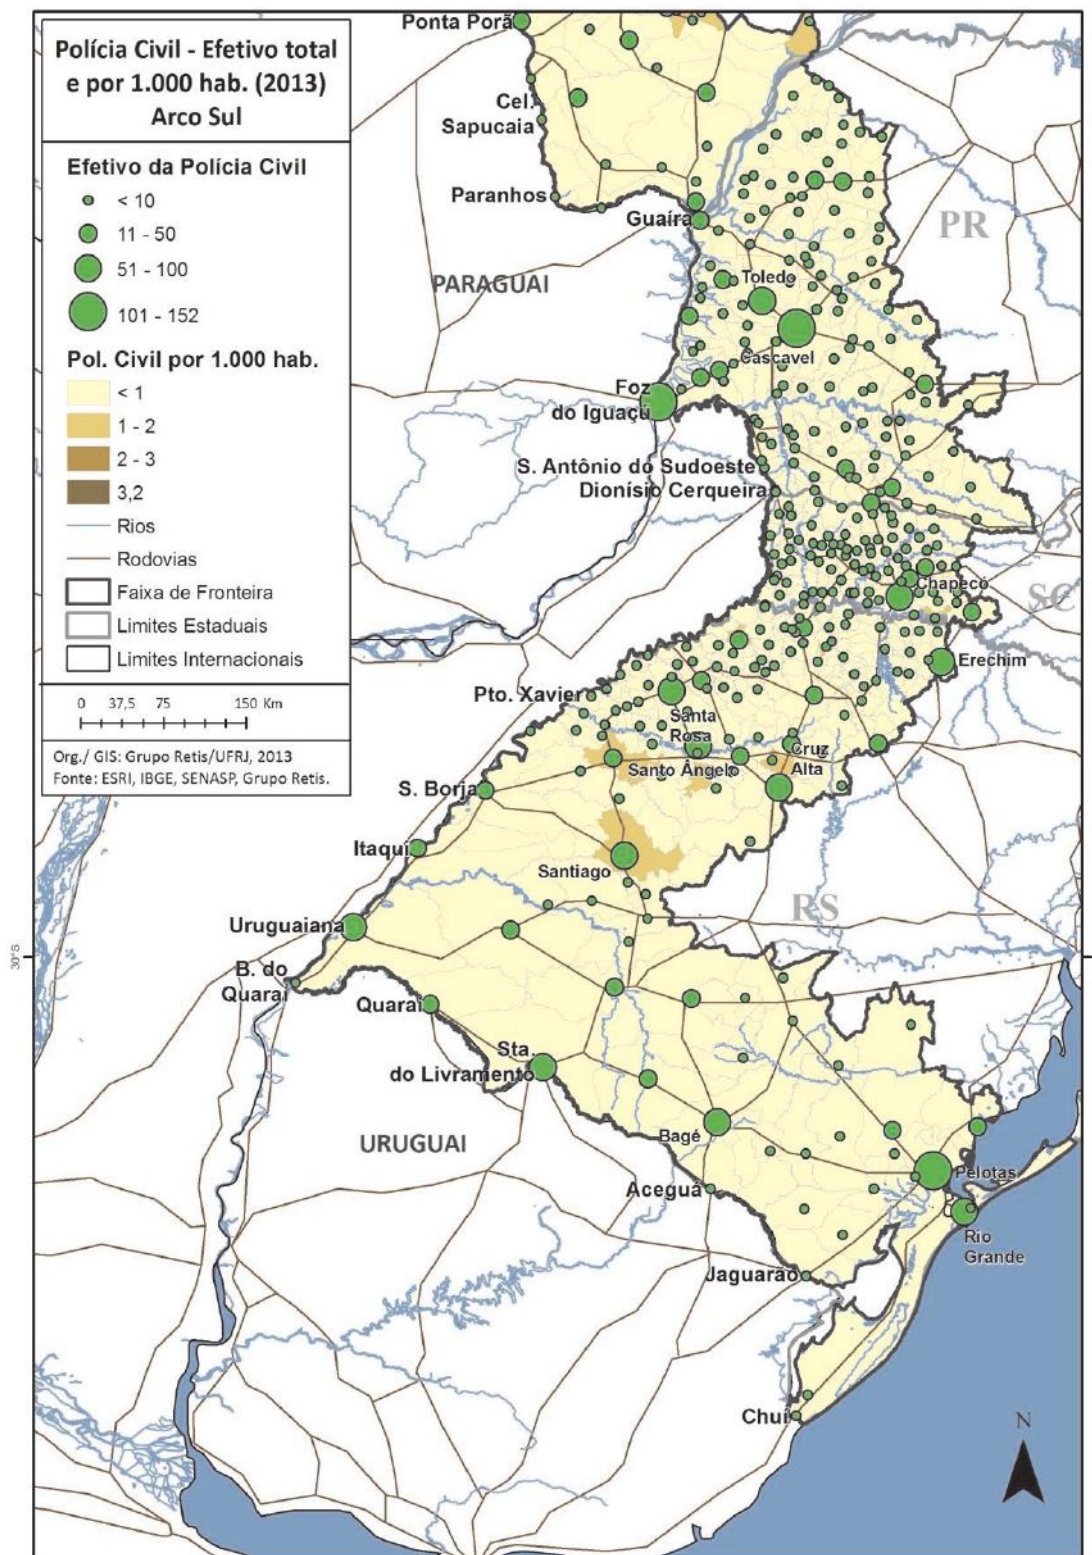 Polícia Civil - Efetivo total
e por 1.000 hab. (2013)
Arco Sul
Efetivo da Polícia Civil
< 10
11 - 50
51 - 100
101 - 152
Pol. Civil por 1.000 hab.
< 1
1 - 2
2 - 3
3,2
Rios
Rodovias
Faixa de Fronteira
Limites Estaduais
Limites Internacionais
0 37,5 75 150 Km
Org./ GIS: Grupo Retis/UFRJ, 2013
Fonte: ESRI, IBGE, SENASP, Grupo Retis.
Ponta Porã
Cel.
Sapucaia
Paranhos
Guaíra
PR
PARAGUAI
Toledo
Cascavel
Foz
do Iguaçú
S. Antônio do Sudoeste
Dionísio Cerqueira
Chapecó
SC
Erechim
Pto. Xavier
Santa
Rosa
Cruz
Alta
Santo Ângelo
S. Borja
Itaqui
Santiago
RS
Uruguaiana
30°S
B. do
Quaraí
Quaraí
Sta.
do Livramento
Bagé
URUGUAI
Pelotas
Aceguá
Rio
Grande
Jaguarão
Chuí
N